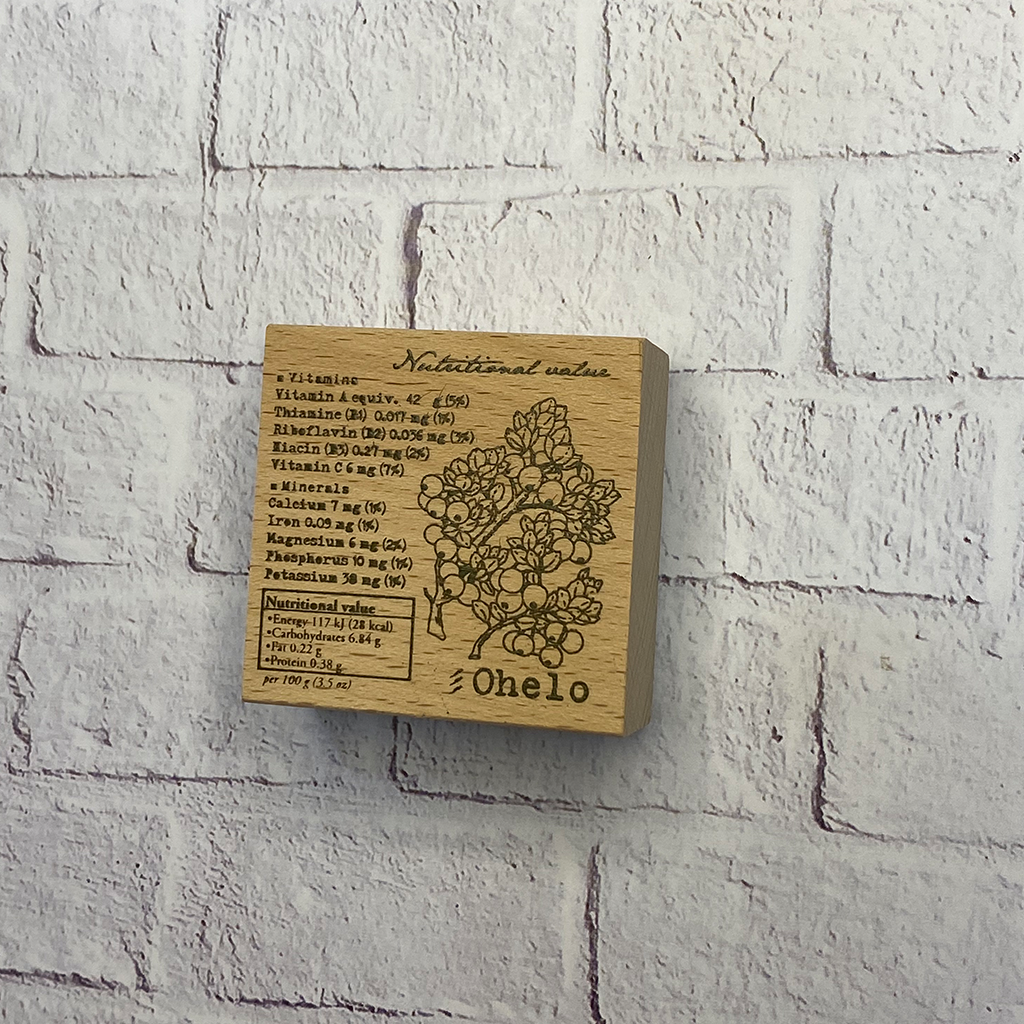 Nutritional value
Vitamins
Vitamin A equiv. 42 g (5%)
Thiamine (B1) 0.017 mg (1%)
Riboflavin (B2) 0.036 mg (3%)
Niacin (B3) 0.27 mg (2%)
Vitamin C 6 mg (7%)
Minerals
Calcium 7 mg (1%)
Iron 0.09 mg (1%)
Magnesium 6 mg (2%)
Phosphorus 10 mg (1%)
Potassium 38 mg (1%)
Nutritional value
•Energy 117 kJ (28 kcal)
•Carbohydrates 6.84 g
•Fat 0.22 g
•Protein 0.38 g
per 100 g (3.5 oz)
Ohelo